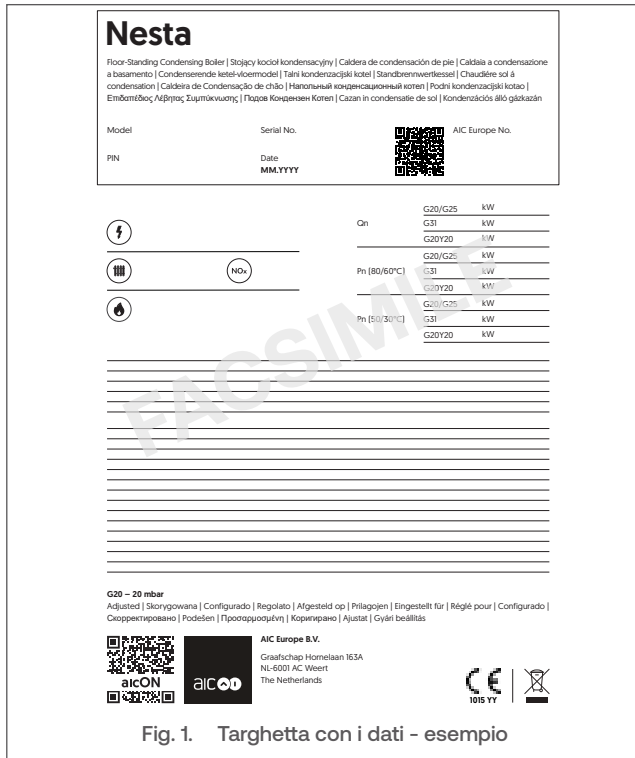 Nesta
Floor-Standing Condensing Boiler | Stojący kocioł kondensacyjny | Caldera de condensación de pie | Caldaia a condensazione
a basamento | Condenserende ketel-vloermodel | Talni kondenzacijski kotel | Standbrennwertkessel | Chaudiére sol á
condensation | Caldeira de Condensação de chão | Напольный конденсационный котел | Podni kondenzacijski kotao |
Επιδαπέδιος Λέβητας Συμπύκνωσης | Подов Кондензен Котел | Cazan in condensatie de sol | Kondenzációs álló gázkazán
Model Serial No. AIC Europe No.
PIN Date
MM.YYYY
G20/G25 kW
Qn G31 kW
G20Y20 kW
G20/G25 kW
NOx Pn (80/60°C) G31 kW
G20Y20 kW
G20/G25 kW
Pn (50/30°C) G31 kW
G20Y20 kW
FACSIMILE
G20 – 20 mbar
Adjusted | Skorygowana | Configurado | Regolato | Afgesteld op | Prilagojen | Eingestellt für | Réglé pour | Configurado |
Скорректировано | Podešen | Προσαρμοσμένη | Коригирано | Ajustat | Gyári beállítás
aicON
aic
AIC Europe B.V.
Graafschap Hornelaan 163A
NL-6001 AC Weert
The Netherlands
CE
1015 YY
Fig. 1. Targhetta con i dati - esempio